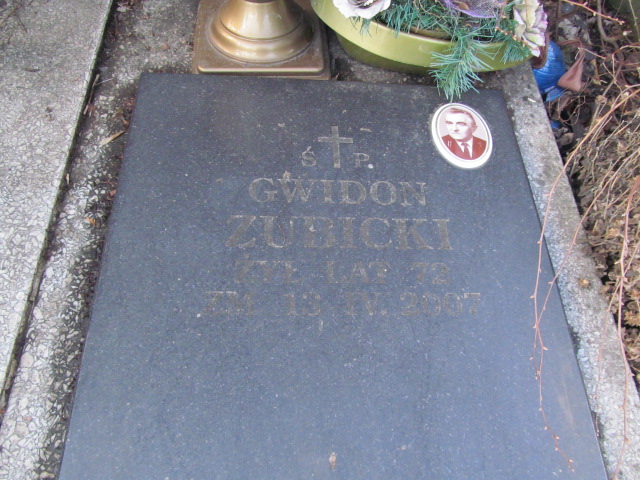 Ś P
GWIDON
ZUBICKI
ŻYŁ LAT 72
ZM. 13 IV. 2007